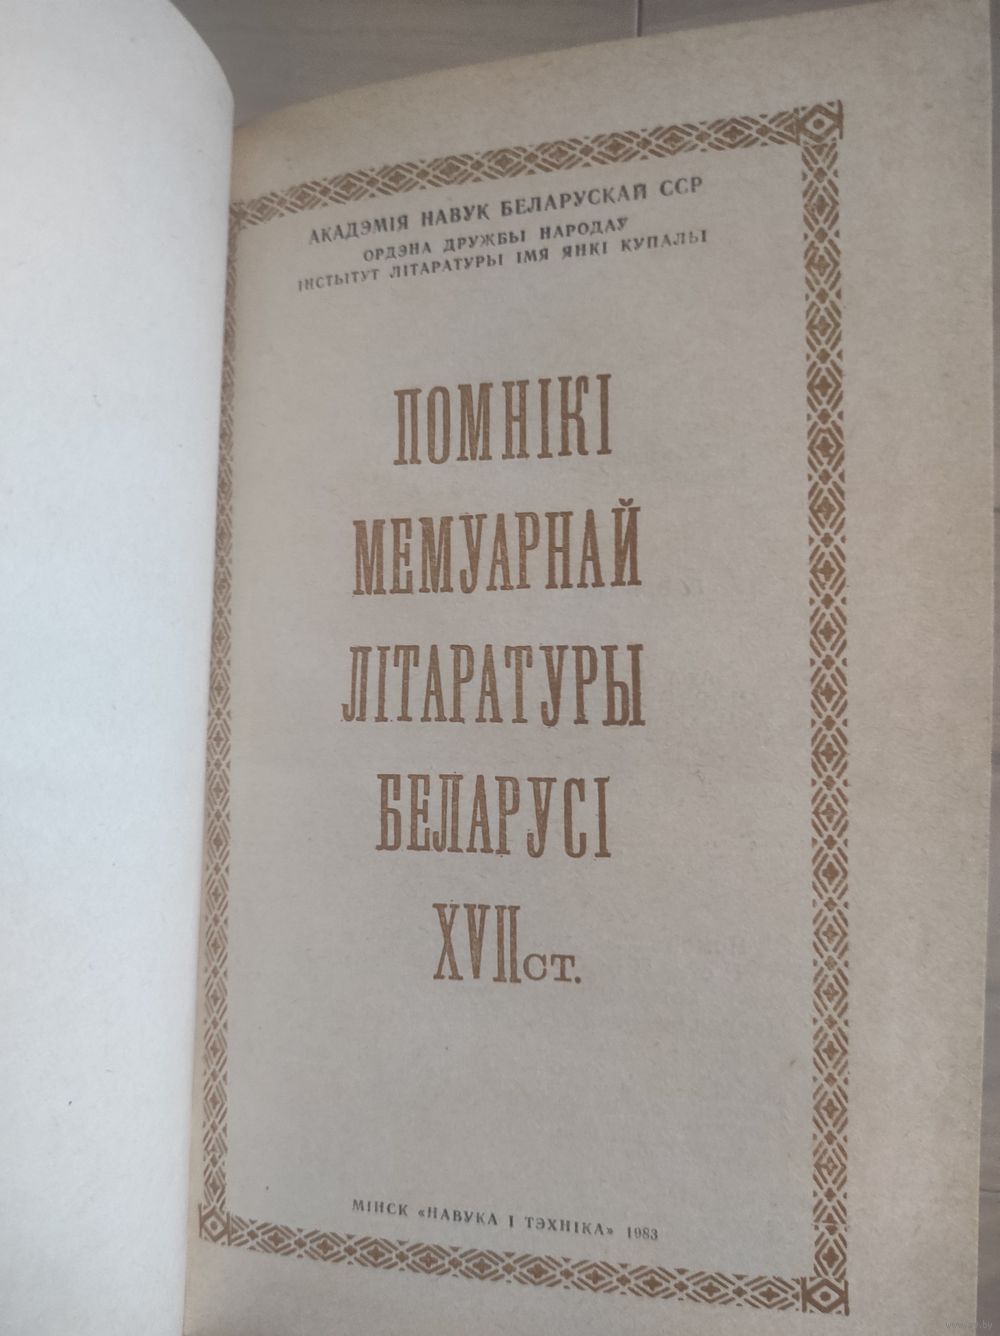 АКАДЭМІЯ НАВУК БЕЛАРУСКАЙ ССР
ОРДЭНА ДРУЖБЫ НАРОДАЎ
ІНСТЫТУТ ЛІТАРАТУРЫ ІМЯ ЯНКІ КУПАЛЫ
ПОМНІКІ
МЕМУАРНАЙ
ЛІТАРАТУРЫ
БЕЛАРУСІ
XVII ст.
МІНСК «НАВУКА І ТЭХНІКА» 1983